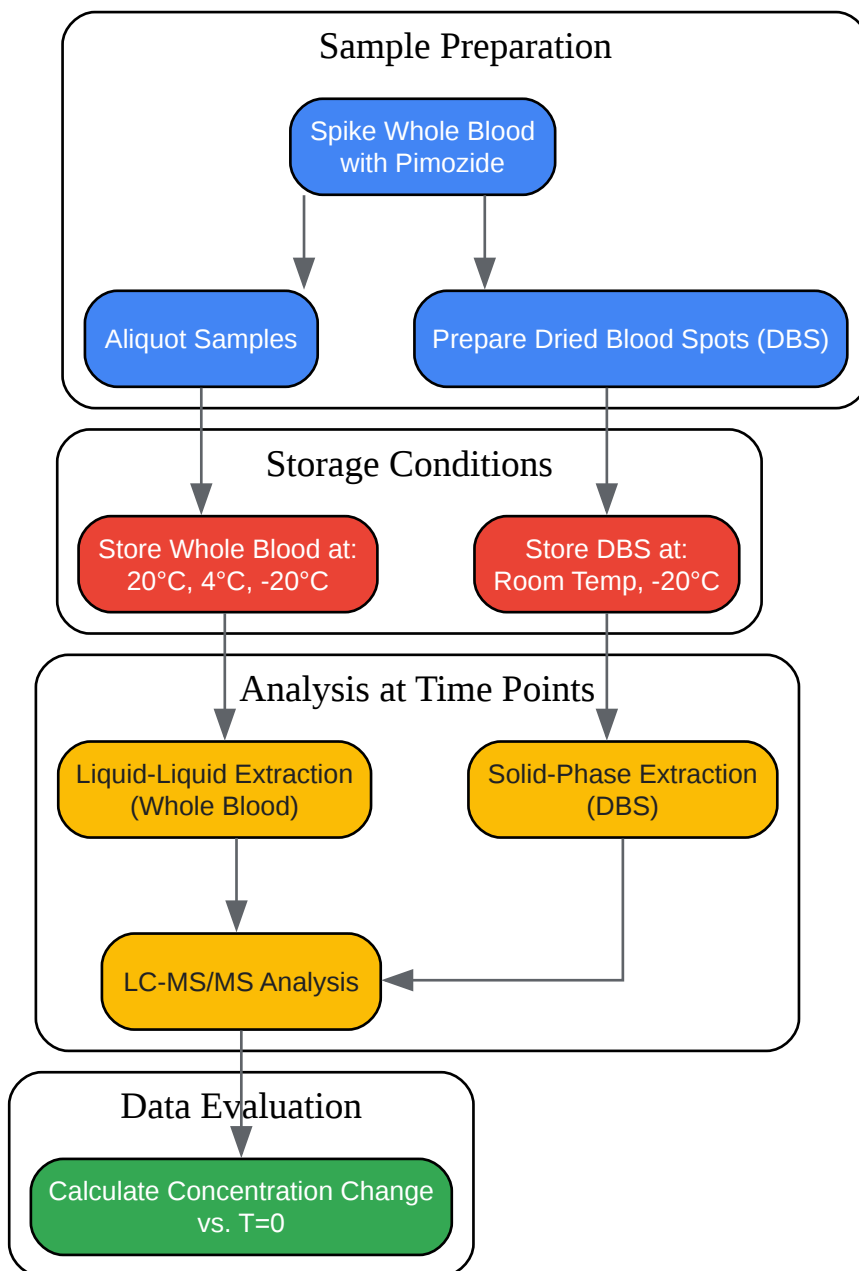 Sample Preparation
Spike Whole Blood
with Pimozide
Aliquot Samples
Prepare Dried Blood Spots (DBS)
Storage Conditions
Store Whole Blood at:
20°C, 4°C, -20°C
Store DBS at:
Room Temp, -20°C
Analysis at Time Points
Liquid-Liquid Extraction
(Whole Blood)
Solid-Phase Extraction
(DBS)
LC-MS/MS Analysis
Data Evaluation
Calculate Concentration Change
vs. T=0